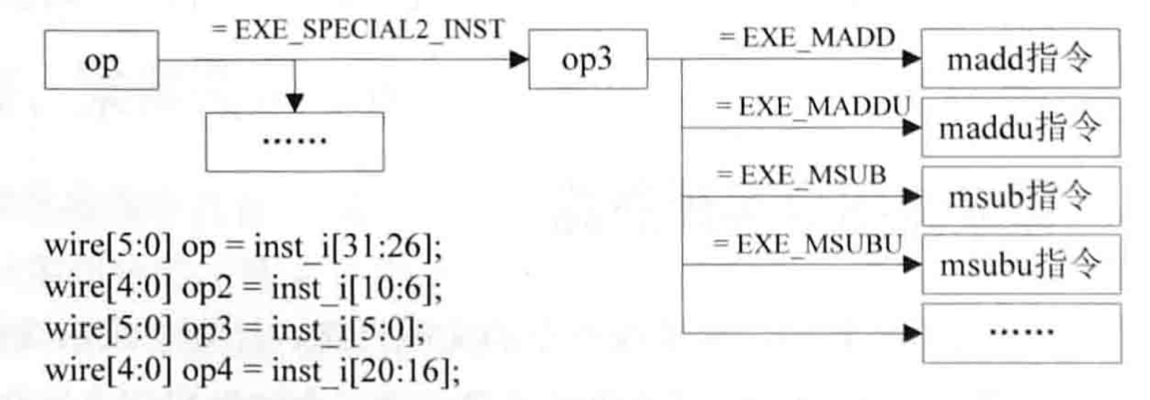 op
= EXE_SPECIAL2_INST
op3
......
= EXE_MADD
madd指令
= EXE_MADDU
maddu指令
= EXE_MSUB
msub指令
= EXE_MSUBU
msubu指令
......
wire[5:0] op = inst_i[31:26];
wire[4:0] op2 = inst_i[10:6];
wire[5:0] op3 = inst_i[5:0];
wire[4:0] op4 = inst_i[20:16];